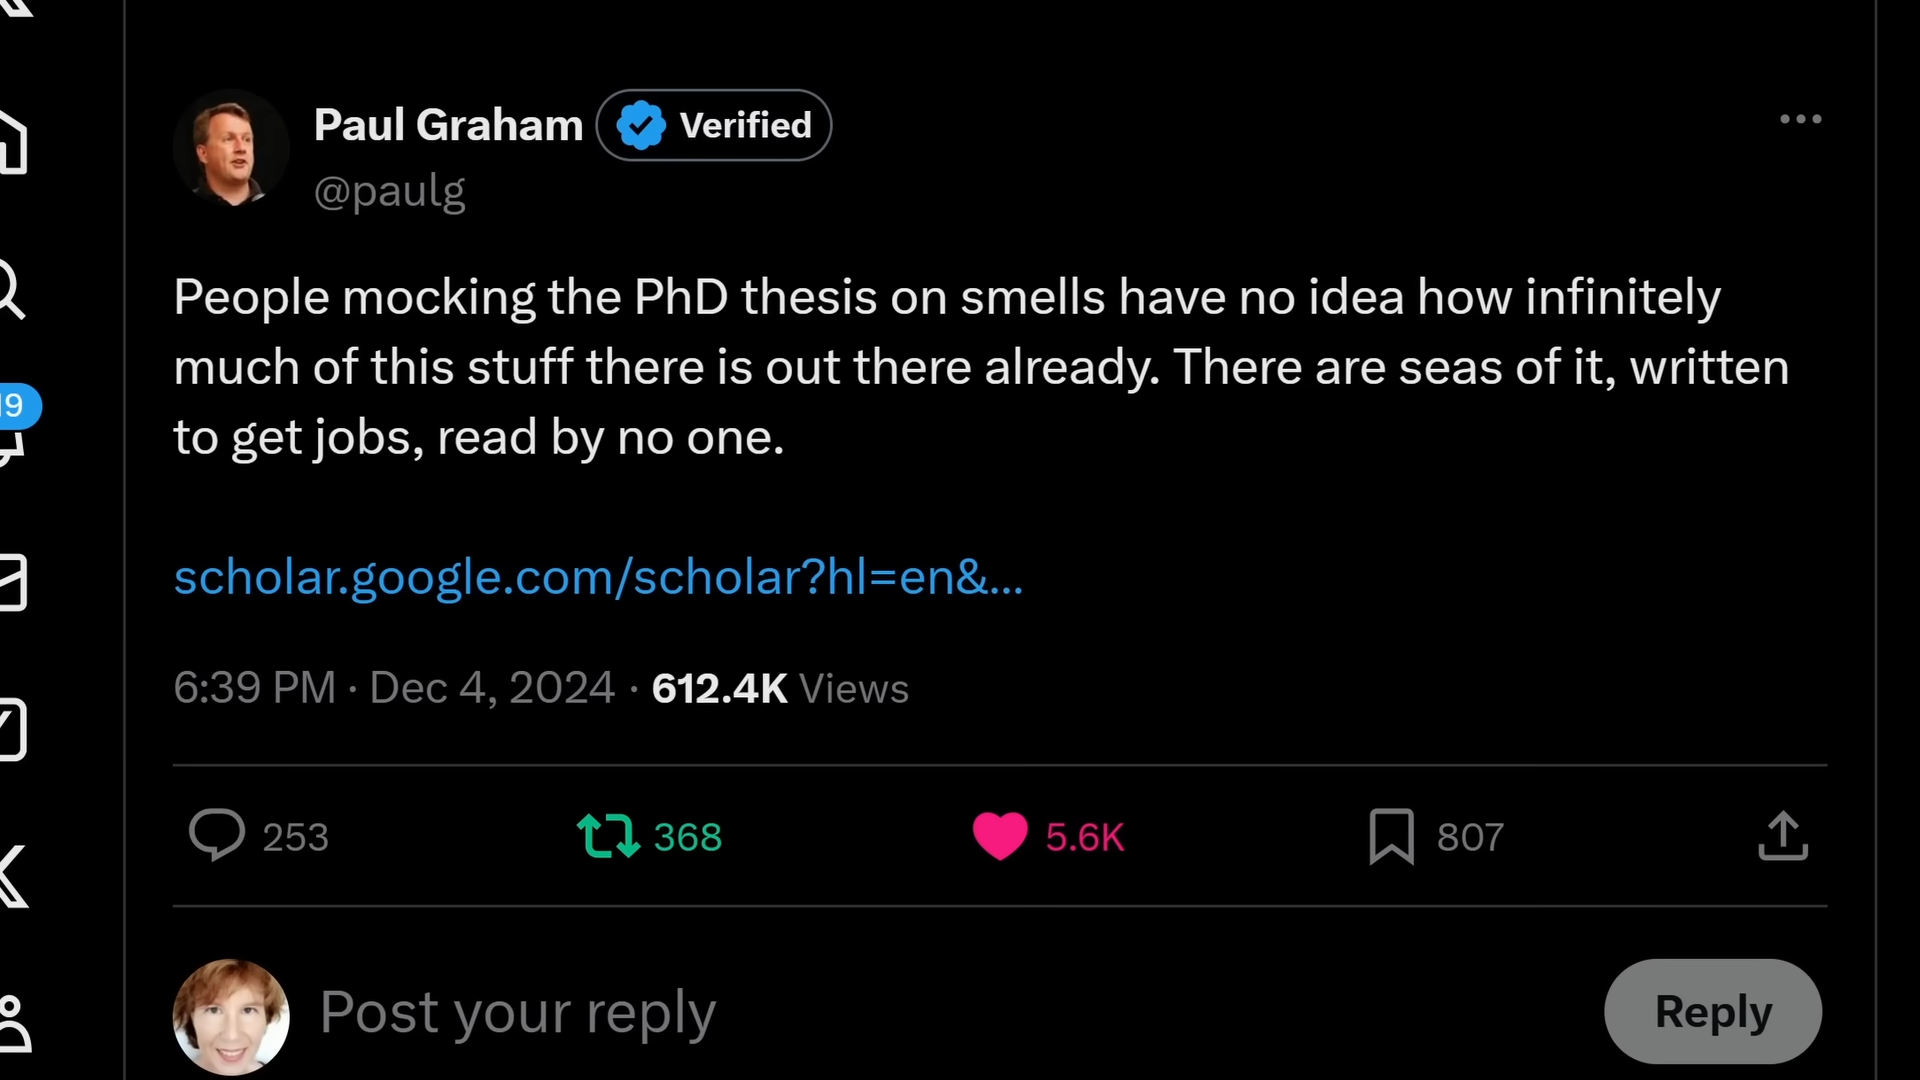 Paul Graham Verified
@paulg
People mocking the PhD thesis on smells have no idea how infinitely
much of this stuff there is out there already. There are seas of it, written
to get jobs, read by no one.
scholar.google.com/scholar?hl=en&...
6:39 PM · Dec 4, 2024 · 612.4K Views
253 368 5.6K 807
Post your reply Reply